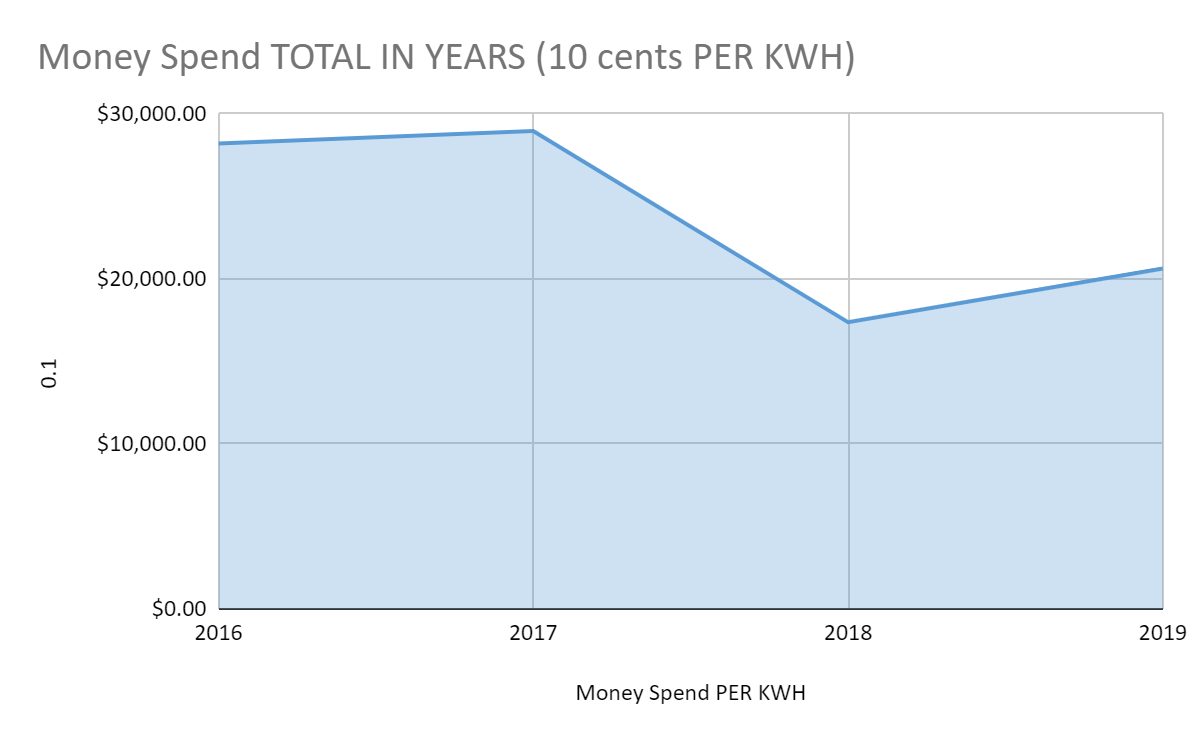 Money Spend TOTAL IN YEARS (10 cents PER KWH)
$30,000.00
$20,000.00
$10,000.00
$0.00
0.1
2016 2017 2018 2019
Money Spend PER KWH